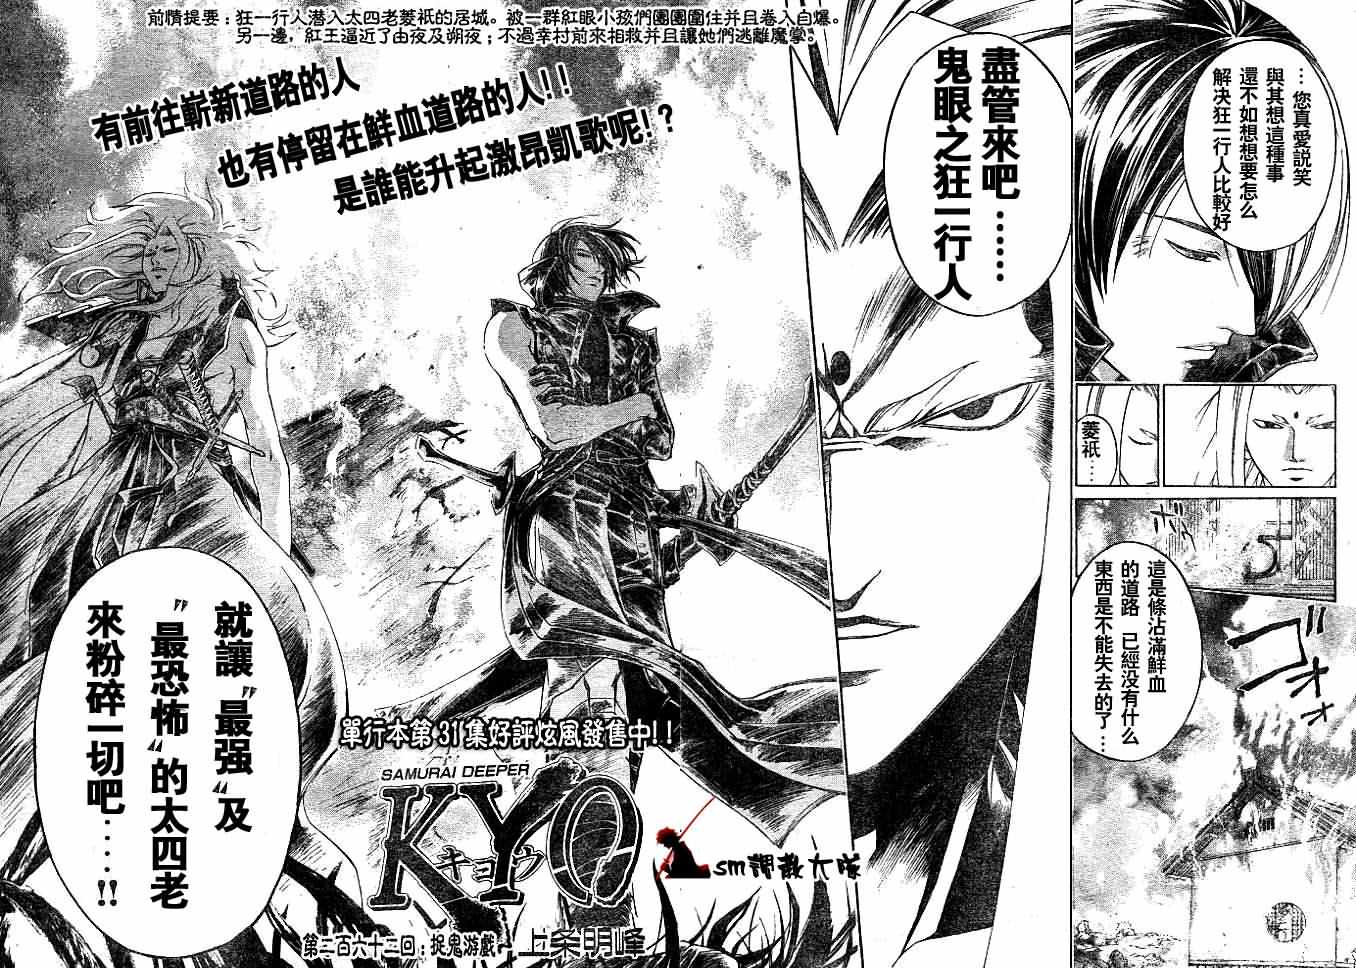 前情提要：狂一行人潛入太四老菱祇的居城。被一群紅眼小孩們團團圍住并且卷入自爆。
另一邊，紅王逼近了由夜及朔夜；不過幸村前來相救并且讓她們逃離魔掌。
…您真愛説笑
與其想這種事
還不如想想要怎么
解决狂一行人比較好
菱祇……
這是條沾滿鮮血
的道路 已經没有什么
東西是不能失去的了…
ゴゴォォ
盡管來吧……
鬼眼之狂一行人
有前往嶄新道路的人
也有停留在鮮血道路的人!!
是誰能升起激昂凱歌呢!?
就讓"最强"及
"最恐怖"的太四老
來粉碎一切吧……!!
單行本第31集好評炫風發售中!!
SAMURAI DEEPER
KYO
キョウ
sm調教大隊
第二百六十二回：捉鬼游戲
上条明峰